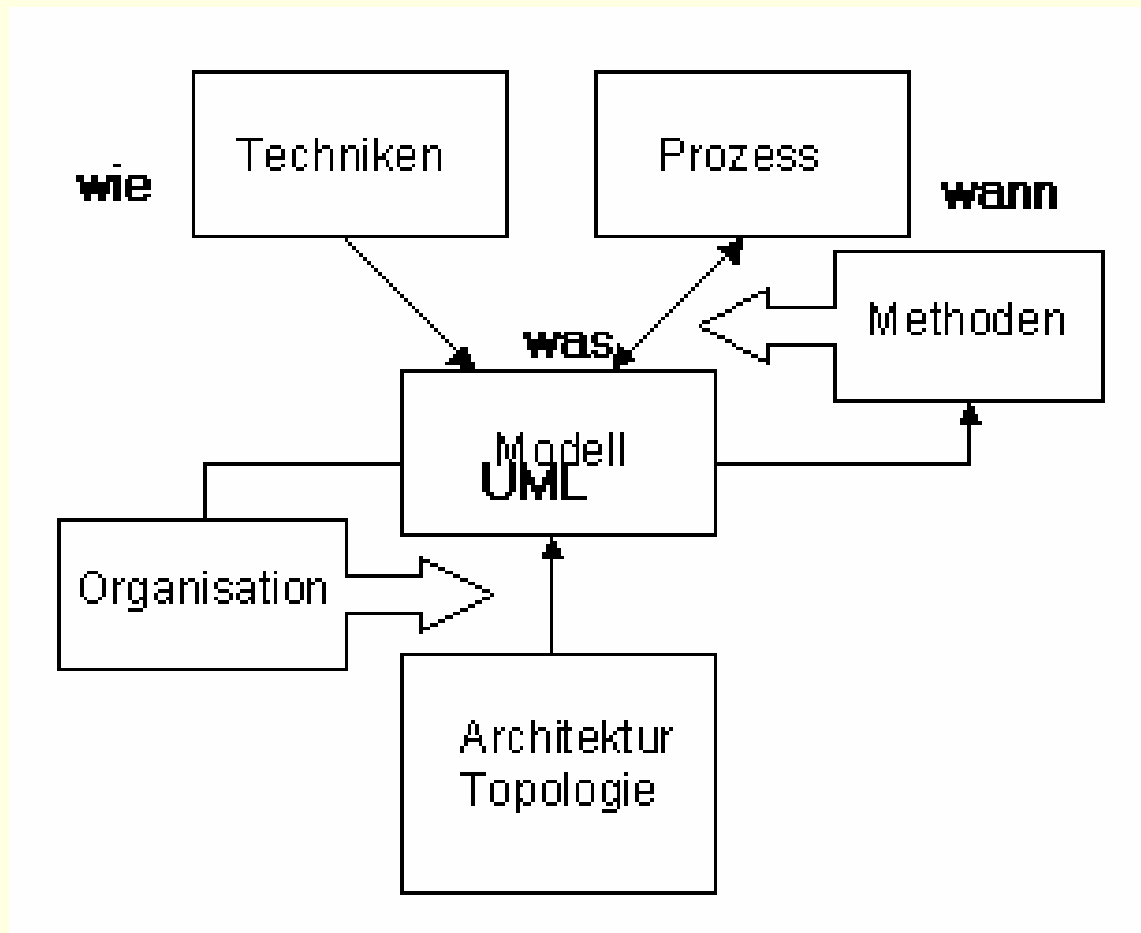 Techniken
Prozess
wie
wann
Methoden
was
Modell
UML
Organisation
Architektur
Topologie